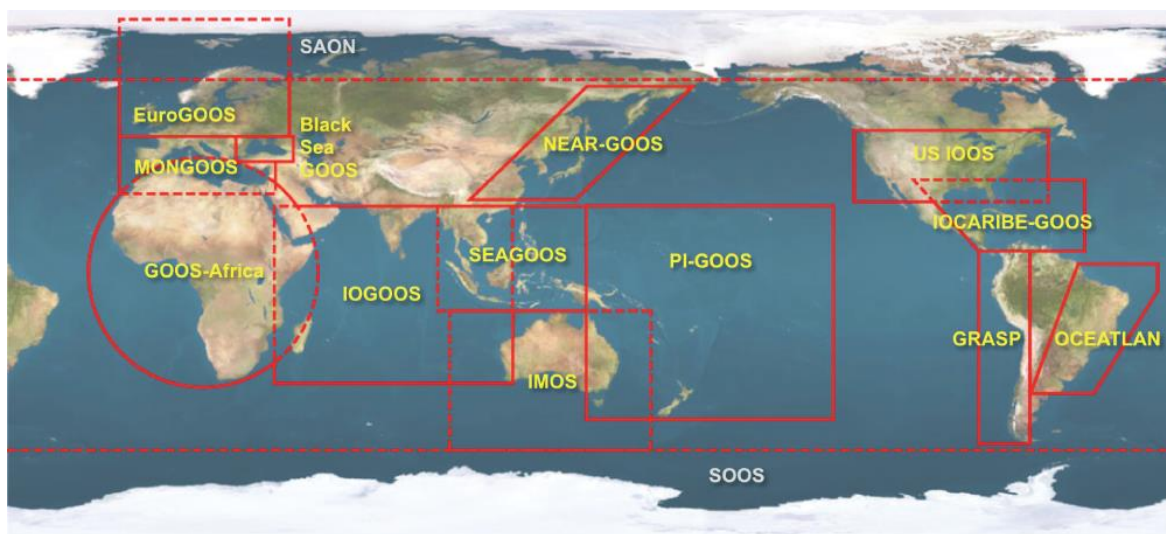 SAON
EuroGOOS
Black
Sea
GOOS
NEAR-GOOS
US IOOS
MONGOOS
IOCARIBE-GOOS
SEAGOOS
PI-GOOS
GOOS-Africa
IOGOOS
GRASP
OCEATLAN
IMOS
SOOS